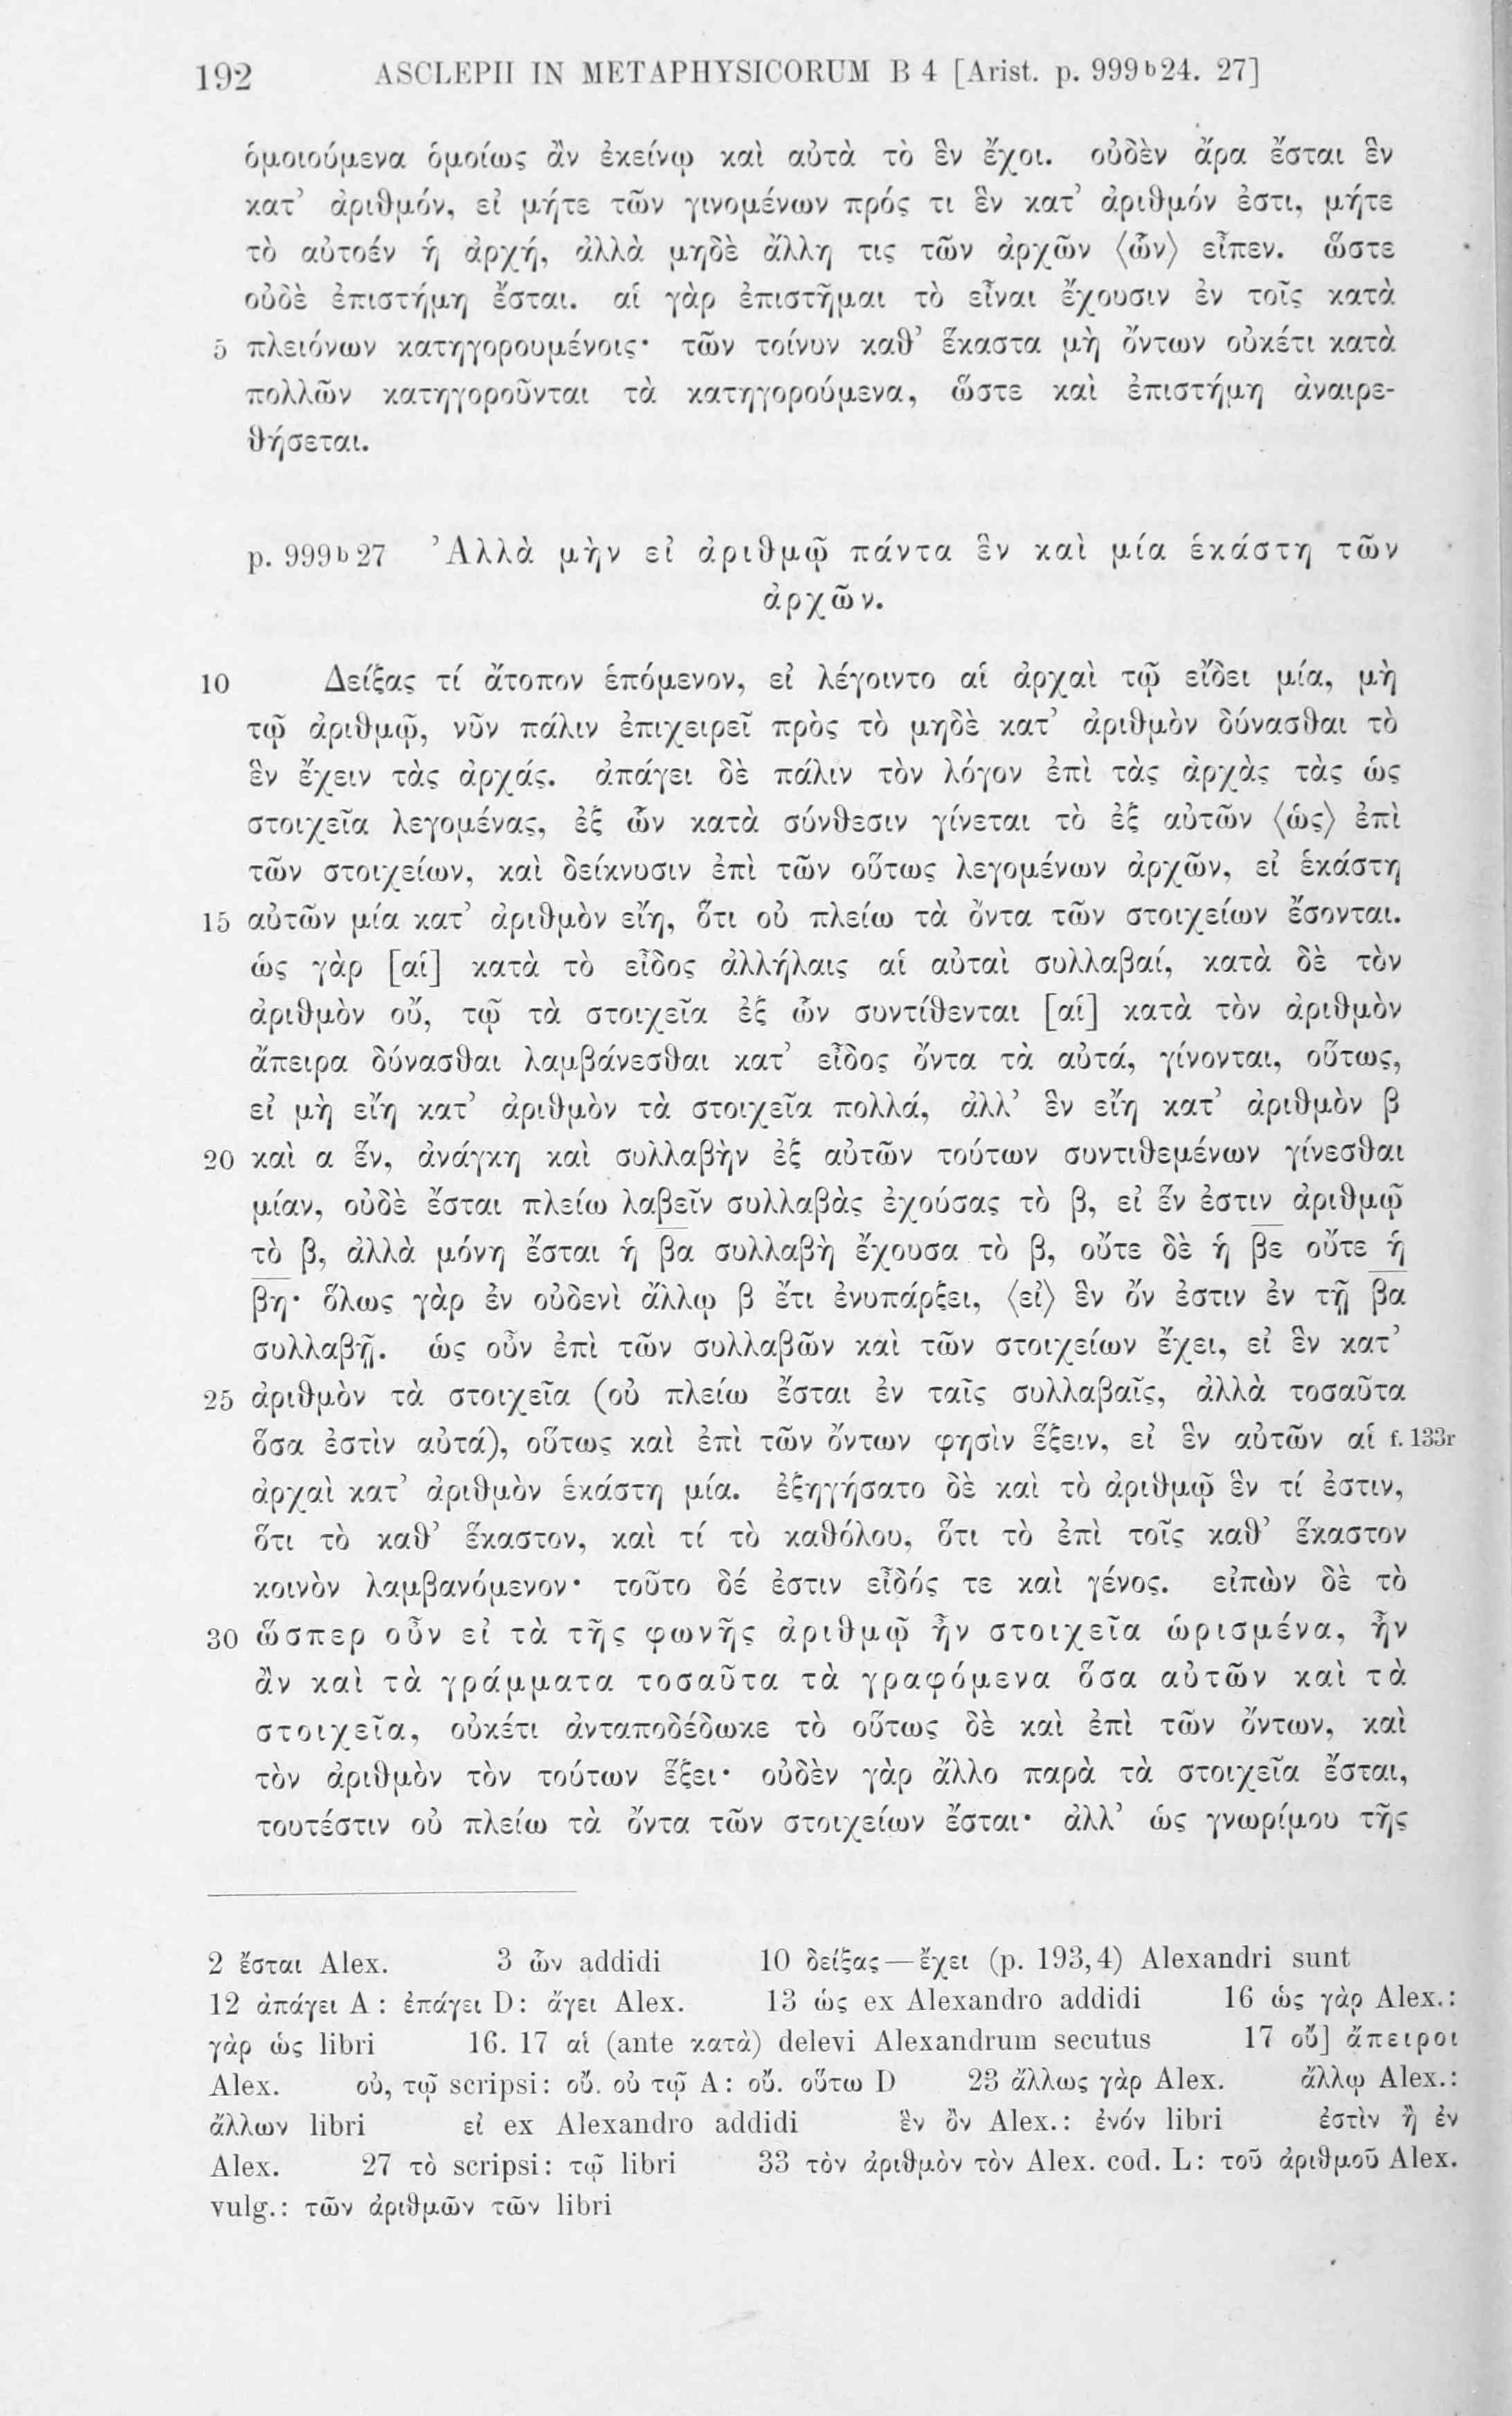 192 ASCLEPII IN METAPHYSICORUM B 4 [Arist. p. 999ᵇ24. 27]
ὁμοιούμενα ὁμοίως ἂν ἐκείνῳ καὶ αὐτὰ τὸ ἓν ἔχοι. οὐδὲν ἄρα ἔσται ἓν
κατ’ ἀριθμόν, εἰ μήτε τῶν γινομένων πρός τι ἓν κατ’ ἀριθμόν ἐστι, μήτε
τὸ αὐτοέν ἡ ἀρχή, ἀλλὰ μηδὲ ἄλλη τις τῶν ἀρχῶν ⟨ὧν⟩ εἶπεν. ὥστε
οὐδὲ ἐπιστήμη ἔσται. αἱ γὰρ ἐπιστῆμαι τὸ εἶναι ἔχουσιν ἐν τοῖς κατὰ
5 πλειόνων κατηγορουμένοις· τῶν τοίνυν καθ’ ἕκαστα μὴ ὄντων οὐκέτι κατὰ
πολλῶν κατηγοροῦνται τὰ κατηγορούμενα, ὥστε καὶ ἐπιστήμη ἀναιρε-
θήσεται.
p. 999ᵇ27 Ἀλλὰ μὴν εἰ ἀριθμῷ πάντα ἓν καὶ μία ἑκάστη τῶν
ἀρχῶν.
10 Δείξας τί ἄτοπον ἑπόμενον, εἰ λέγοιντο αἱ ἀρχαὶ τῷ εἴδει μία, μὴ
τῷ ἀριθμῷ, νῦν πάλιν ἐπιχειρεῖ πρὸς τὸ μηδὲ κατ’ ἀριθμὸν δύνασθαι τὸ
ἓν ἔχειν τὰς ἀρχάς. ἀπάγει δὲ πάλιν τὸν λόγον ἐπὶ τὰς ἀρχὰς τὰς ὡς
στοιχεῖα λεγομένας, ἐξ ὧν κατὰ σύνθεσιν γίνεται τὸ ἐξ αὐτῶν ⟨ὡς⟩ ἐπὶ
τῶν στοιχείων, καὶ δείκνυσιν ἐπὶ τῶν οὕτως λεγομένων ἀρχῶν, εἰ ἑκάστη
15 αὐτῶν μία κατ’ ἀριθμὸν εἴη, ὅτι οὐ πλείω τὰ ὄντα τῶν στοιχείων ἔσονται.
ὡς γὰρ [αἱ] κατὰ τὸ εἶδος ἀλλήλαις αἱ αὐταὶ συλλαβαί, κατὰ δὲ τὸν
ἀριθμὸν οὔ, τῷ τὰ στοιχεῖα ἐξ ὧν συντίθενται [αἱ] κατὰ τὸν ἀριθμὸν
ἄπειρα δύνασθαι λαμβάνεσθαι κατ’ εἶδος ὄντα τὰ αὐτά, γίνονται, οὕτως,
εἰ μὴ εἴη κατ’ ἀριθμὸν τὰ στοιχεῖα πολλά, ἀλλ’ ἓν εἴη κατ’ ἀριθμὸν β
20 καὶ α ἕν, ἀνάγκη καὶ συλλαβὴν ἐξ αὐτῶν τούτων συντιθεμένων γίνεσθαι
μίαν, οὐδὲ ἔσται πλείω λαβεῖν συλλαβὰς ἐχούσας τὸ β, εἰ ἕν ἐστιν ἀριθμῷ
τὸ β, ἀλλὰ μόνη ἔσται ἡ βα συλλαβὴ ἔχουσα τὸ β, οὔτε δὲ ἡ βε οὔτε ἡ
βη· ὅλως γὰρ ἐν οὐδενὶ ἄλλῳ β ἔτι ἐνυπάρξει, ⟨εἰ⟩ ἓν ὄν ἐστιν ἐν τῇ βα
συλλαβῇ. ὡς οὖν ἐπὶ τῶν συλλαβῶν καὶ τῶν στοιχείων ἔχει, εἰ ἓν κατ’
25 ἀριθμὸν τὰ στοιχεῖα (οὐ πλείω ἔσται ἐν ταῖς συλλαβαῖς, ἀλλὰ τοσαῦτα
ὅσα ἐστὶν αὐτά), οὕτως καὶ ἐπὶ τῶν ὄντων φησὶν ἕξειν, εἰ ἓν αὐτῶν αἱ f. 133r
ἀρχαὶ κατ’ ἀριθμὸν ἑκάστη μία. ἐξηγήσατο δὲ καὶ τὸ ἀριθμῷ ἓν τί ἐστιν,
ὅτι τὸ καθ’ ἕκαστον, καὶ τί τὸ καθόλου, ὅτι τὸ ἐπὶ τοῖς καθ’ ἕκαστον
κοινὸν λαμβανόμενον· τοῦτο δέ ἐστιν εἶδός τε καὶ γένος. εἰπὼν δὲ τὸ
30 ὥσπερ οὖν εἰ τὰ τῆς φωνῆς ἀριθμῷ ἦν στοιχεῖα ὡρισμένα, ἦν
ἂν καὶ τὰ γράμματα τοσαῦτα τὰ γραφόμενα ὅσα αὐτῶν καὶ τὰ
στοιχεῖα, οὐκέτι ἀνταποδέδωκε τὸ οὕτως δὲ καὶ ἐπὶ τῶν ὄντων, καὶ
τὸν ἀριθμὸν τὸν τούτων ἕξει· οὐδὲν γὰρ ἄλλο παρὰ τὰ στοιχεῖα ἔσται,
τουτέστιν οὐ πλείω τὰ ὄντα τῶν στοιχείων ἔσται· ἀλλ’ ὡς γνωρίμου τῆς
2 ἔσται Alex. 3 ὧν addidi 10 δείξας — ἔχει (p. 193,4) Alexandri sunt
12 ἀπάγει A : ἐπάγει D : ἄγει Alex. 13 ὡς ex Alexandro addidi 16 ὡς γὰρ Alex.:
γὰρ ὡς libri 16. 17 αἱ (ante κατὰ) delevi Alexandrum secutus 17 οὔ] ἄπειροι
Alex. οὐ, τῷ scripsi: οὔ. οὐ τῷ A: οὔ. οὕτω D 23 ἄλλως γὰρ Alex. ἄλλῳ Alex.:
ἄλλων libri εἰ ex Alexandro addidi ἓν ὂν Alex.: ἐνόν libri ἐστὶν ἢ ἐν
Alex. 27 τὸ scripsi: τῷ libri 33 τὸν ἀριθμὸν τὸν Alex. cod. L: τοῦ ἀριθμοῦ Alex.
vulg.: τῶν ἀριθμῶν τῶν libri